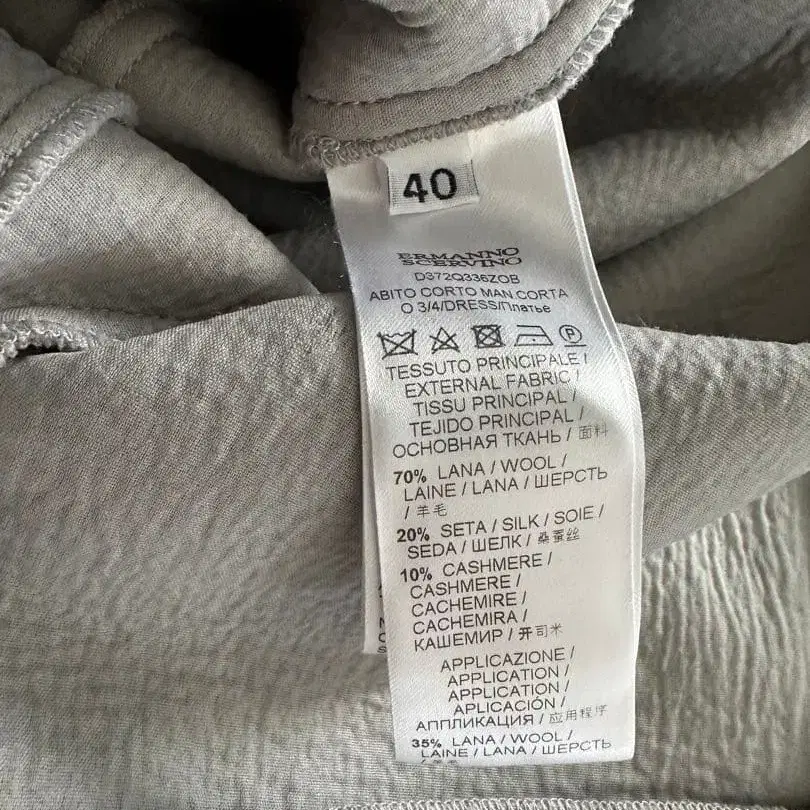 40
ERMANNO
SCERVINO
D372Q336ZOB
ABITO CORTO MAN.CORTA
O 3/4/DRESS/Платье
P
TESSUTO PRINCIPALE /
EXTERNAL FABRIC /
TISSU PRINCIPAL /
TEJIDO PRINCIPAL /
ОСНОВНАЯ ТКАНЬ / 面料
70% LANA / WOOL /
LAINE / LANA / ШЕРСТЬ
/ 羊毛
20% SETA / SILK / SOIE /
SEDA / ШЕЛК / 桑蚕丝
10% CASHMERE /
CASHMERE /
CACHEMIRE /
CACHEMIRA /
КАШЕМИР / 开司米
APPLICAZIONE /
APPLICATION /
APPLICATION /
APLICACIÓN /
АППЛИКАЦИЯ / 应用程序
35% LANA / WOOL /
LAINE / LANA / ШЕРСТЬ